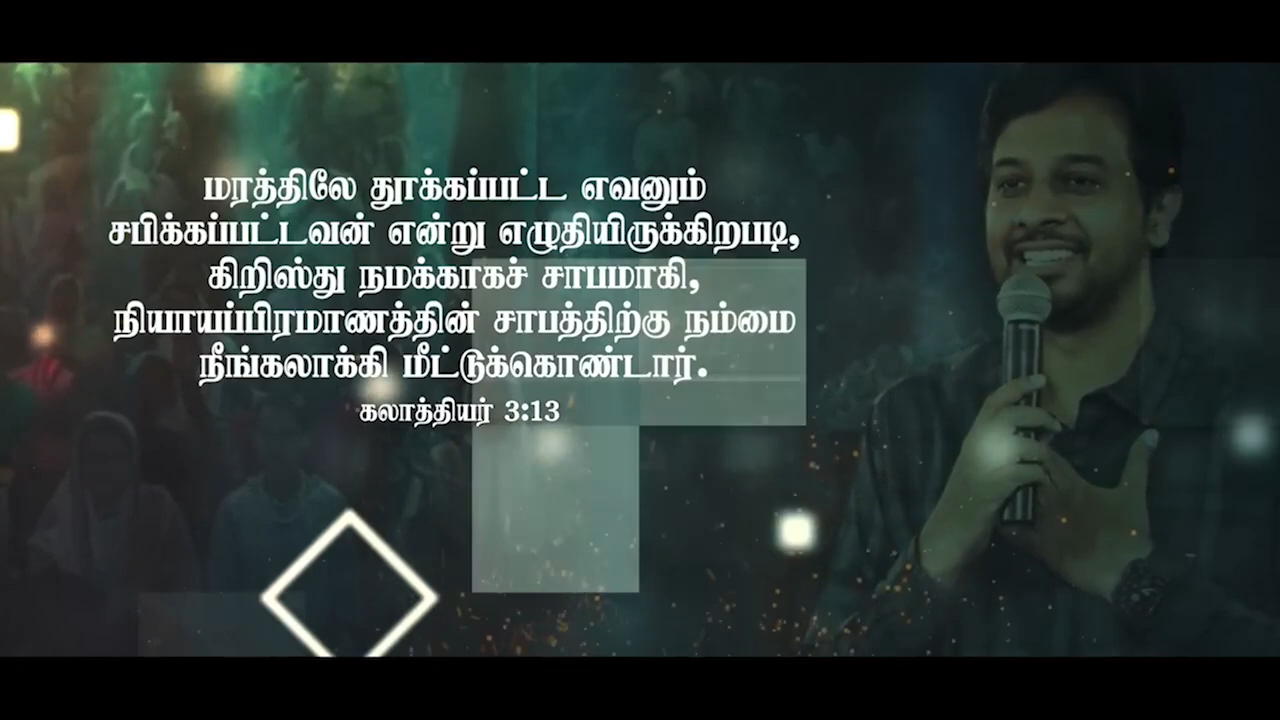 மரத்திலே தூக்கப்பட்ட எவனும்
சபிக்கப்பட்டவன் என்று எழுதியிருக்கிறபடி,
கிறிஸ்து நமக்காகச் சாபமாகி,
நியாயப்பிரமாணத்தின் சாபத்திற்கு நம்மை
நீங்கலாக்கி மீட்டுக்கொண்டார்.
கலாத்தியர் 3:13